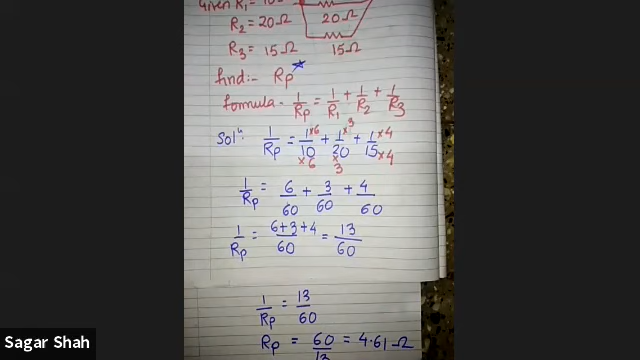 Given R₁ = 10 Ω
R₂ = 20 Ω
20 Ω
R₃ = 15 Ω
15 Ω
find:- Rp
formula - 1/Rp = 1/R₁ + 1/R₂ + 1/R₃
Solⁿ: 1/Rp = 1×6/10×6 + 1×3/20×3 + 1×4/15×4
1/Rp = 6/60 + 3/60 + 4/60
1/Rp = 6+3+4/60 = 13/60
1/Rp = 13/60
Rp = 60/13 = 4.61 Ω
Sagar Shah